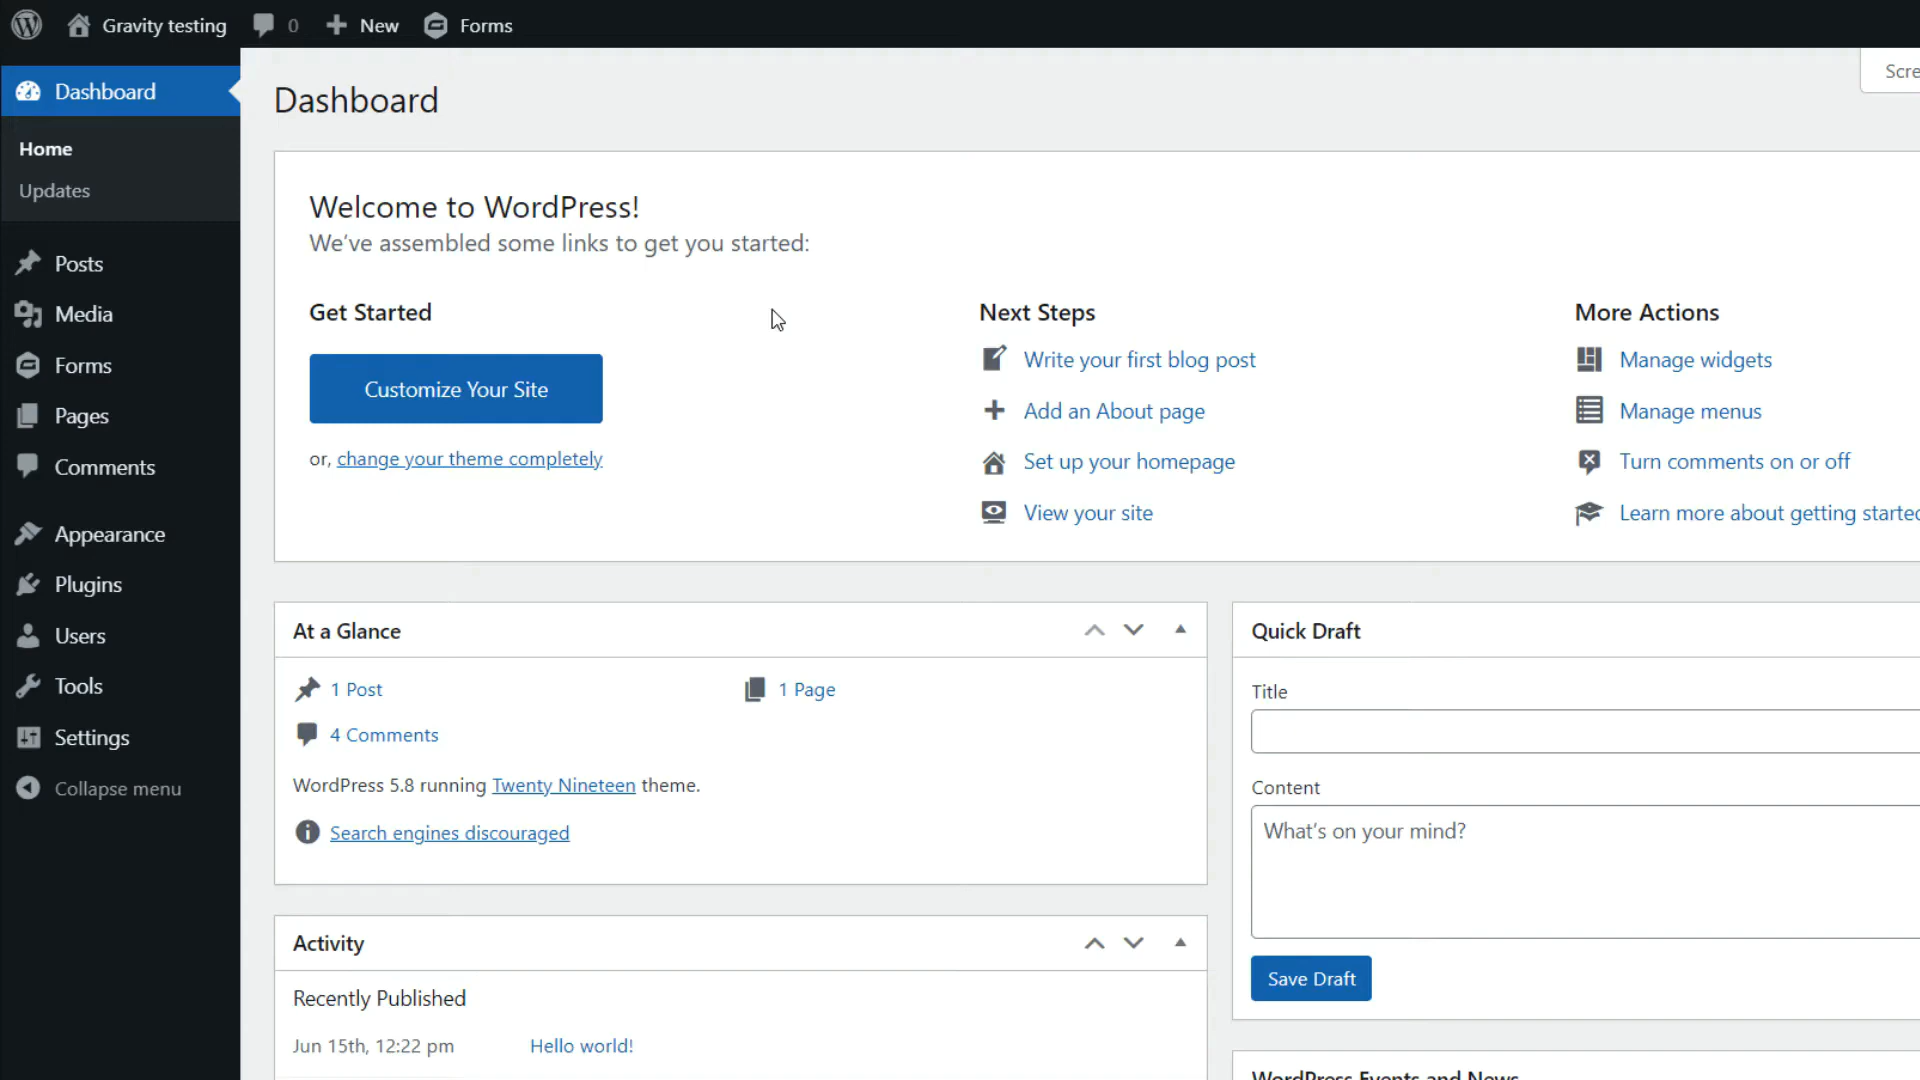 Gravity testing 0 New Forms
Dashboard
Home
Updates
Posts
Media
Forms
Pages
Comments
Appearance
Plugins
Users
Tools
Settings
Collapse menu
Dashboard
Scre
Welcome to WordPress!
We've assembled some links to get you started:
Get Started
Customize Your Site
or, change your theme completely
Next Steps
Write your first blog post
Add an About page
Set up your homepage
View your site
More Actions
Manage widgets
Manage menus
Turn comments on or off
Learn more about getting started
At a Glance
1 Post
1 Page
4 Comments
WordPress 5.8 running Twenty Nineteen theme.
Search engines discouraged
Activity
Recently Published
Jun 15th, 12:22 pm Hello world!
Quick Draft
Title
Content
What's on your mind?
Save Draft
WordPress Events and News